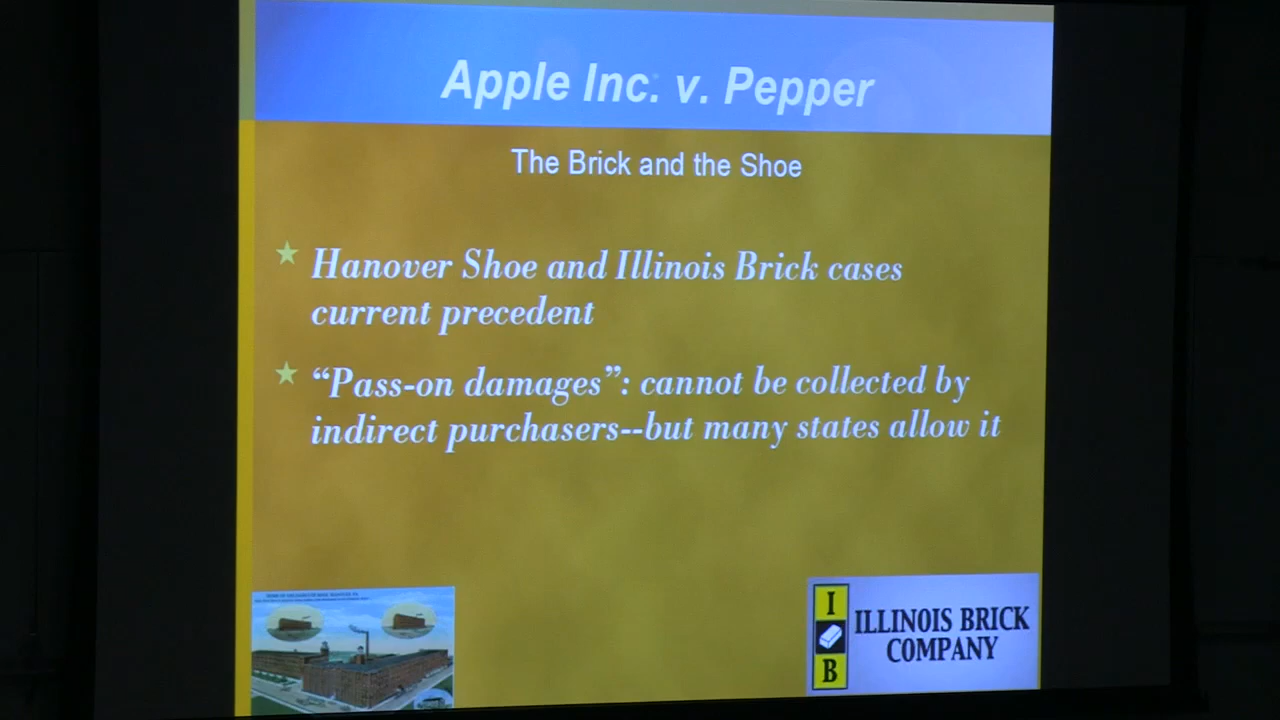 Apple Inc. v. Pepper
The Brick and the Shoe
Hanover Shoe and Illinois Brick cases
current precedent
“Pass-on damages”: cannot be collected by
indirect purchasers--but many states allow it
I
B
ILLINOIS BRICK
COMPANY